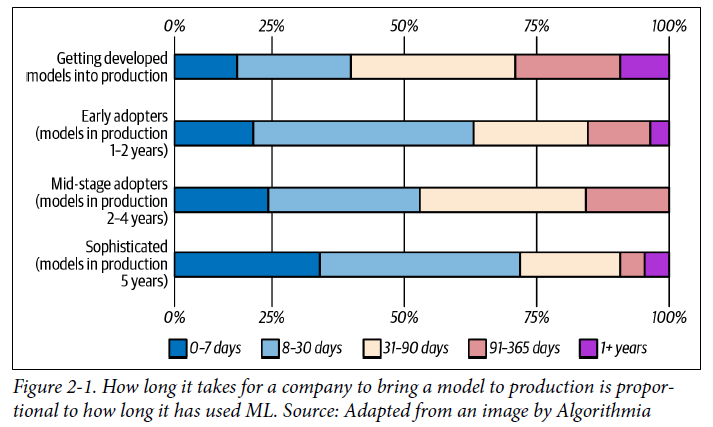 0% 25% 50% 75% 100%
Getting developed
models into production
Early adopters
(models in production
1–2 years)
Mid-stage adopters
(models in production
2–4 years)
Sophisticated
(models in production
5 years)
0% 25% 50% 75% 100%
0–7 days 8–30 days 31–90 days 91–365 days 1+ years
Figure 2-1. How long it takes for a company to bring a model to production is propor-
tional to how long it has used ML. Source: Adapted from an image by Algorithmia